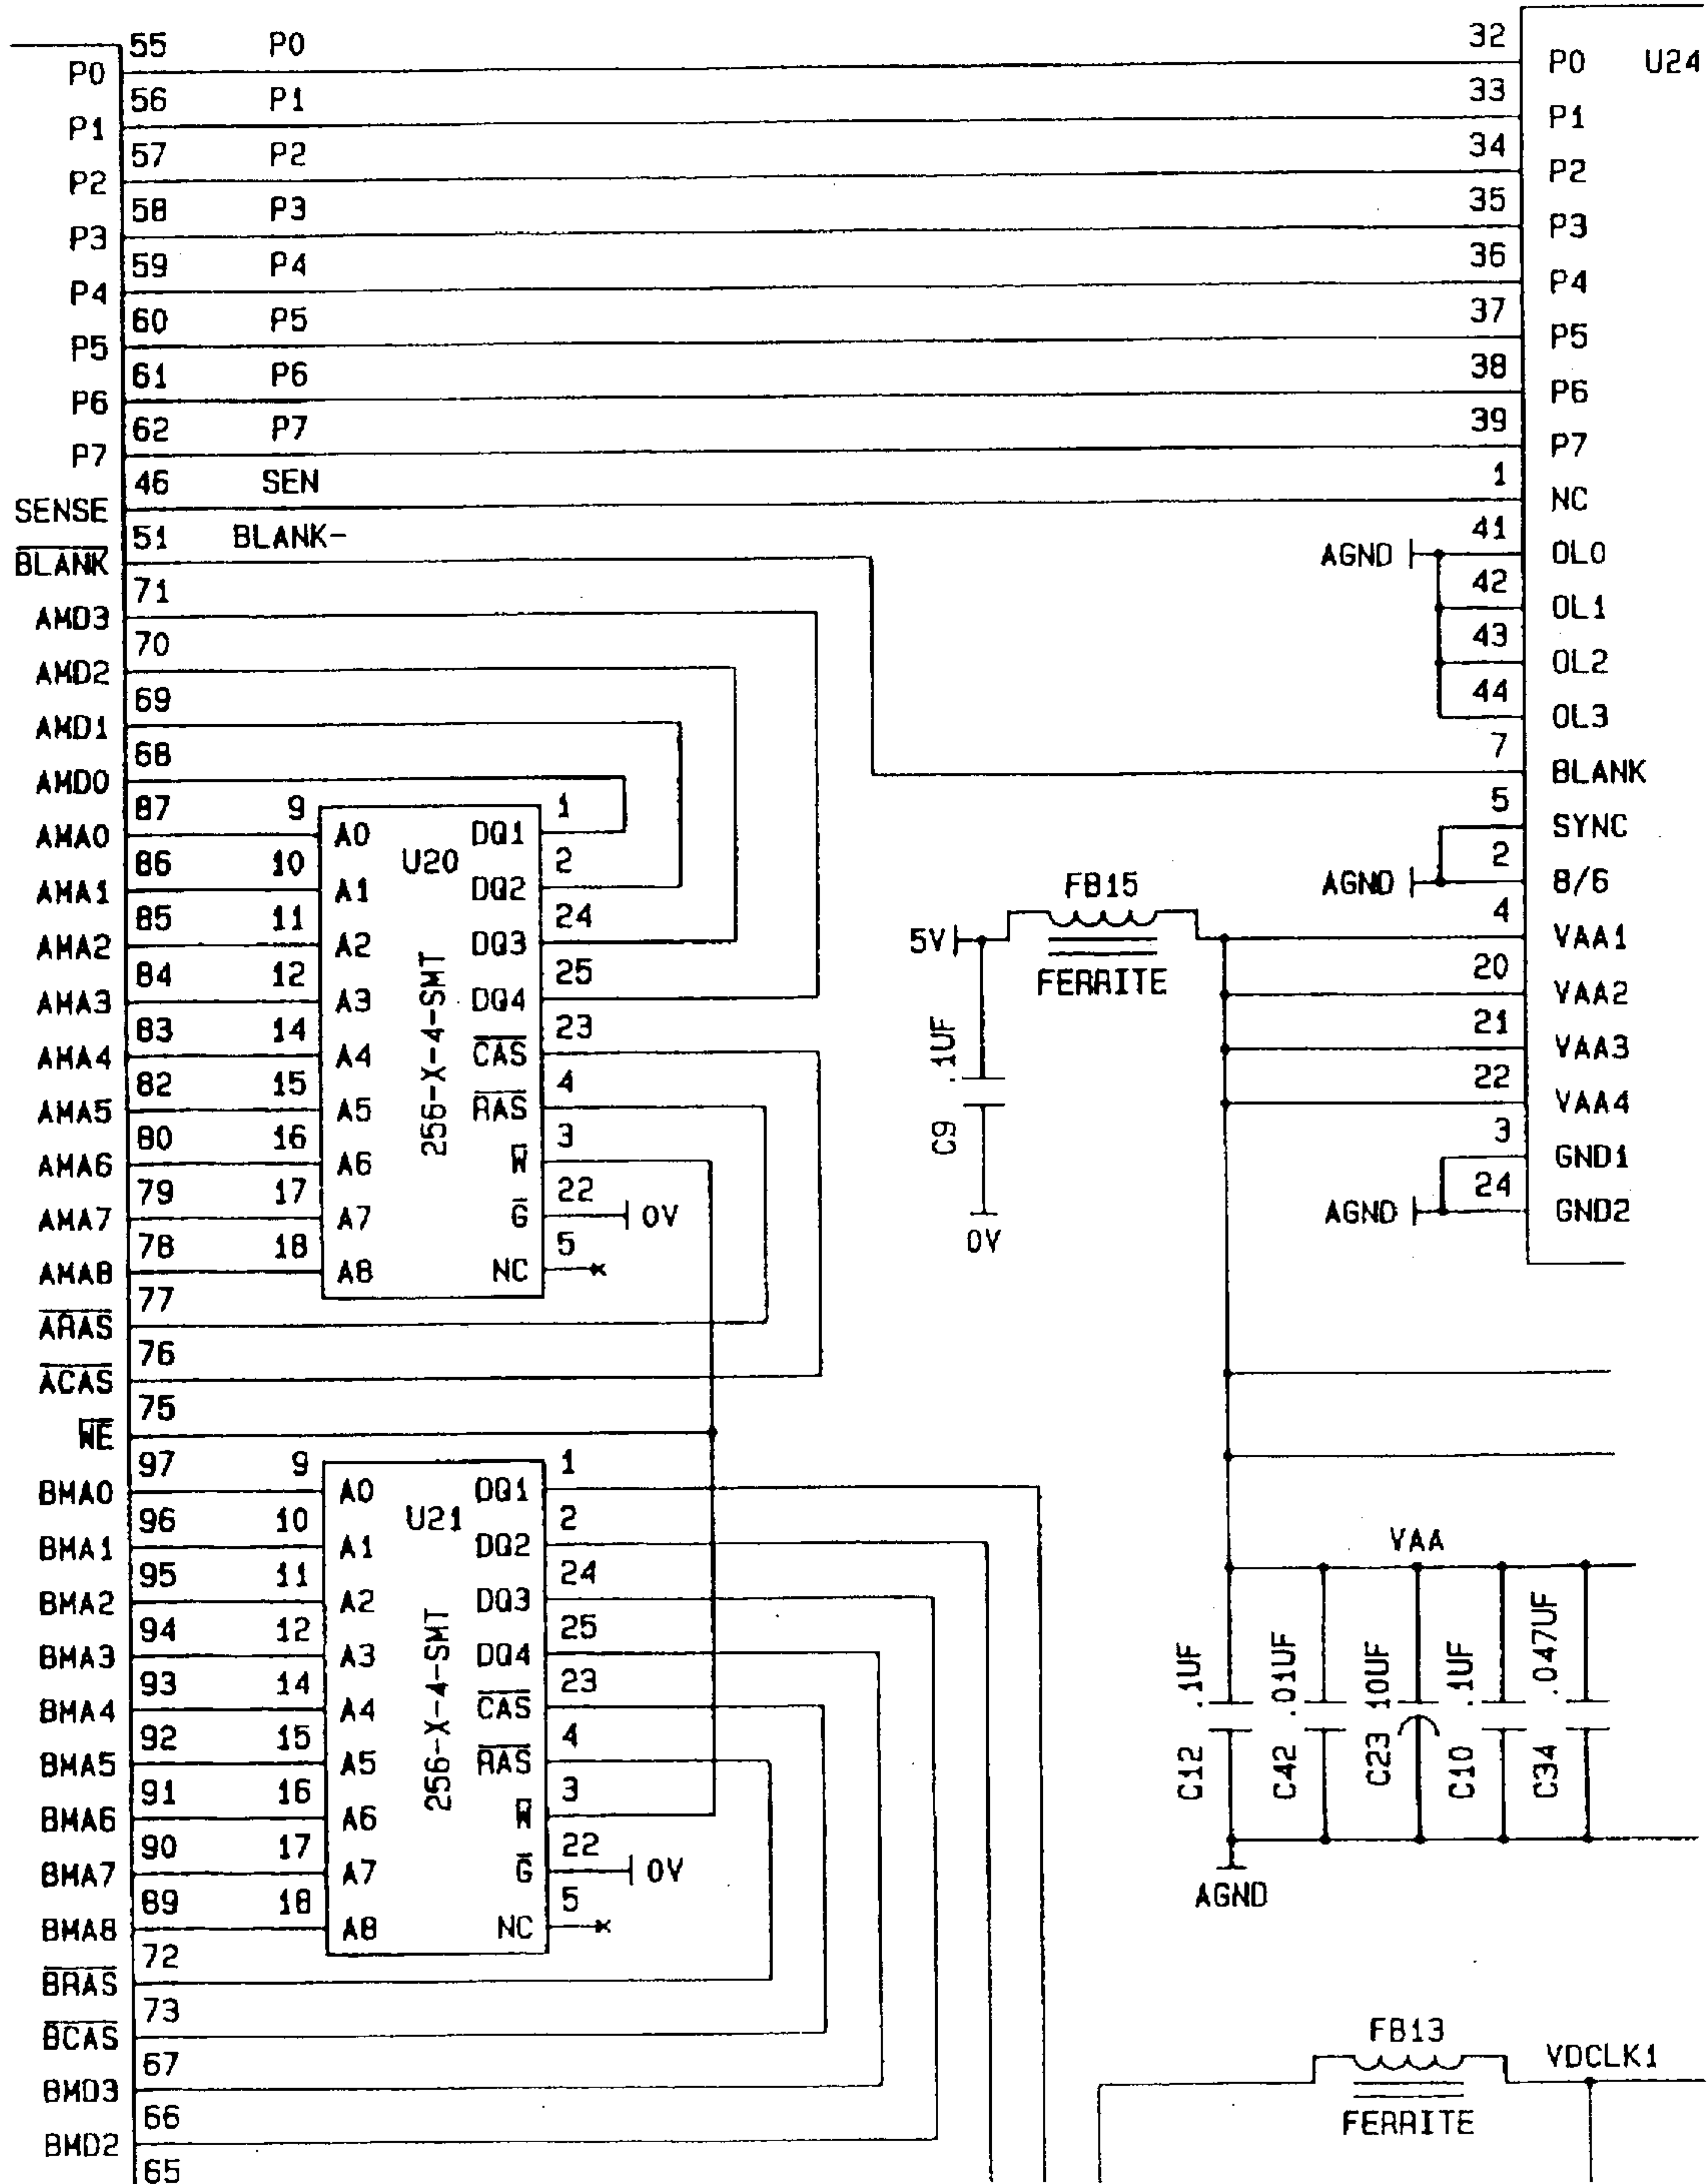 55 P0 32
P0 P0 U24
56 P1 33
P1 P1
57 P2 34
P2 P2
58 P3 35
P3 P3
59 P4 36
P4 P4
60 P5 37
P5 P5
61 P6 38
P6 P6
62 P7 39
P7 P7
46 SEN 1
SENSE NC
51 BLANK- 41
BLANK AGND OL0
71 42
AMD3 OL1
70 43
AMD2 OL2
69 44
AMD1 OL3
68 7
AMD0 BLANK
87 9 1 5
AMA0 A0 DQ1 SYNC
U20
86 10 2 2
AMA1 A1 DQ2 FB15 AGND 8/6
85 11 24 4
AMA2 A2 DQ3 5V VAA1
84 12 25 FERRITE 20
AMA3 A3 DQ4 VAA2
256-X-4-SMT
83 14 23 21
AMA4 A4 CAS .1UF VAA3
82 15 4 22
AMA5 A5 RAS VAA4
80 16 3 C9 3
AMA6 A6 W GND1
79 17 22 24
AMA7 A7 G 0V AGND GND2
78 18 5 0V
AMA8 A8 NC
77
ARAS
76
ACAS
75
WE
97 9 1
BMA0 A0 DQ1
U21
96 10 2
BMA1 A1 DQ2 VAA
95 11 24
BMA2 A2 DQ3
94 12 25
BMA3 A3 DQ4
256-X-4-SMT
.1UF .01UF 10UF .1UF .047UF
93 14 23
BMA4 A4 CAS
92 15 4
BMA5 A5 RAS
C12 C42 C23 C10 C34
91 16 3
BMA6 A6 W
90 17 22
BMA7 A7 G 0V
89 18 5 AGND
BMA8 A8 NC
72
BRAS
73
BCAS FB13 VDCLK1
67
BMD3
66 FERRITE
BMD2
65